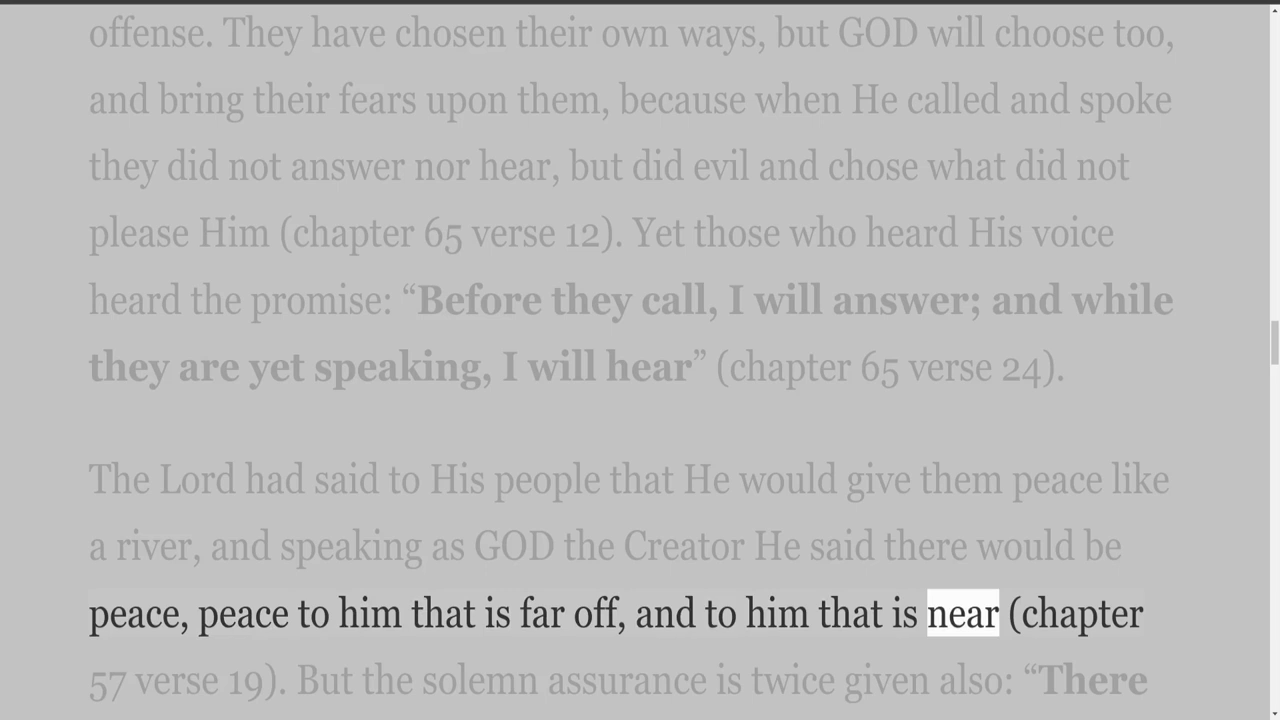 offense. They have chosen their own ways, but GOD will choose too,
and bring their fears upon them, because when He called and spoke
they did not answer nor hear, but did evil and chose what did not
please Him (chapter 65 verse 12). Yet those who heard His voice
heard the promise: “Before they call, I will answer; and while
they are yet speaking, I will hear” (chapter 65 verse 24).
The Lord had said to His people that He would give them peace like
a river, and speaking as GOD the Creator He said there would be
peace, peace to him that is far off, and to him that is near (chapter
57 verse 19). But the solemn assurance is twice given also: “There